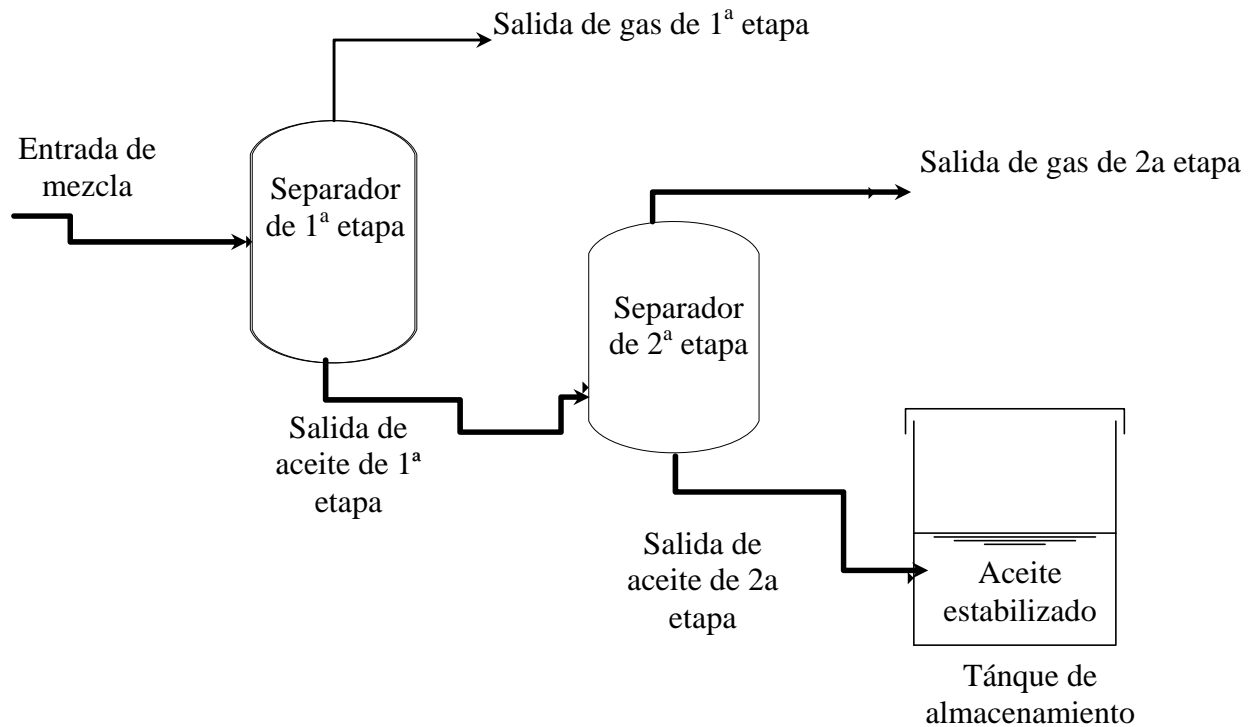 Salida de gas de 1ª etapa
Entrada de
mezcla
Separador
de 1ª etapa
Salida de gas de 2a etapa
Separador
de 2ª etapa
Salida de
aceite de 1ª
etapa
Salida de
aceite de 2a
etapa
Aceite
estabilizado
Tánque de
almacenamiento